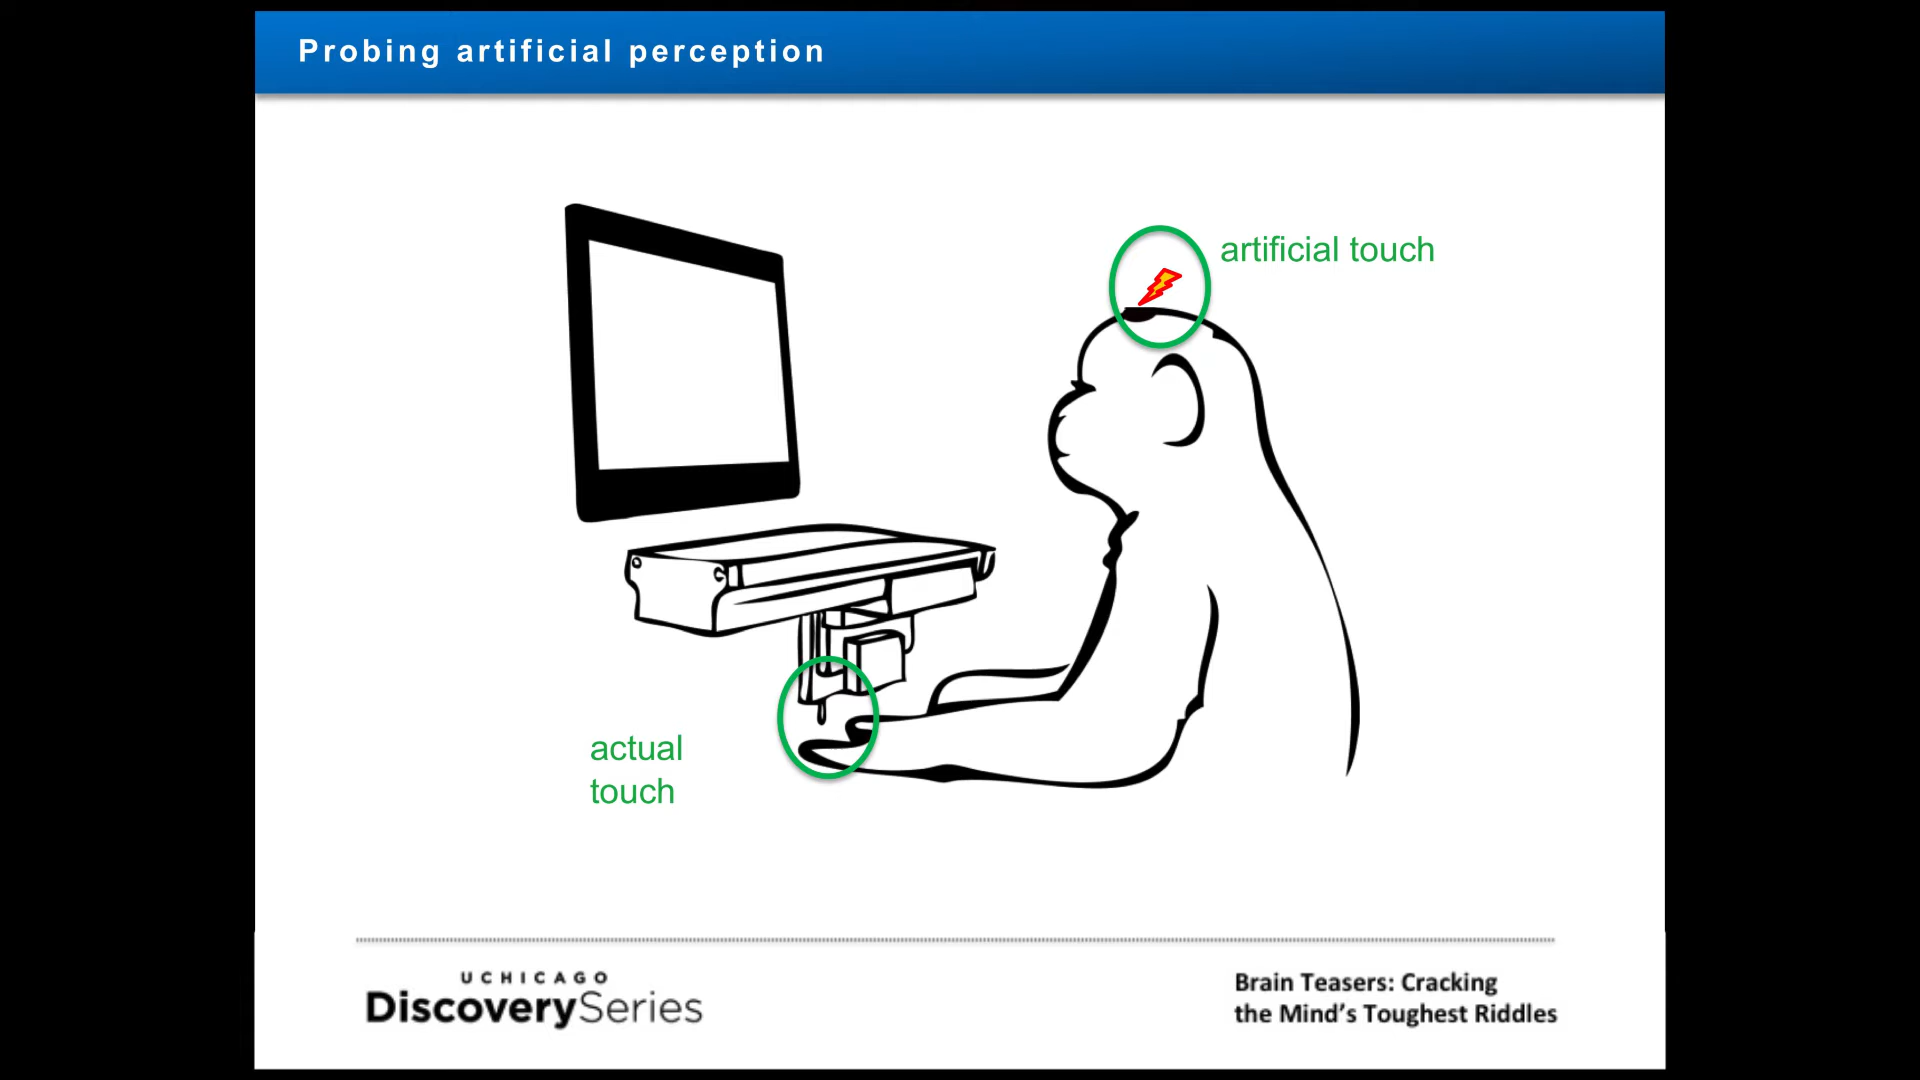 Probing artificial perception
artificial touch
actual
touch
UCHICAGO
DiscoverySeries
Brain Teasers: Cracking
the Mind's Toughest Riddles